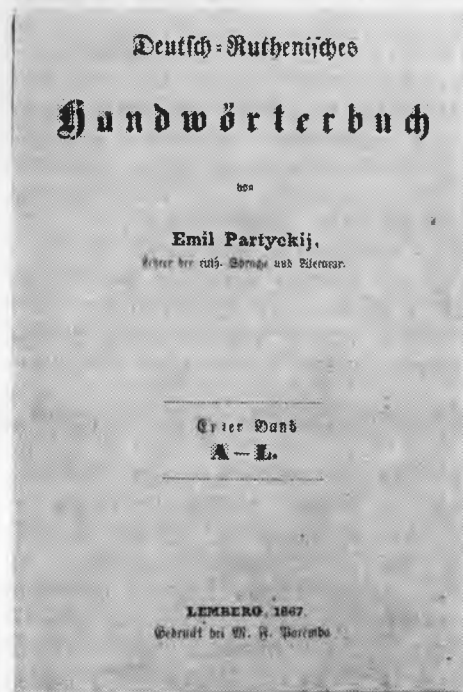 Deutsch-Ruthenisches
Handwörterbuch
von
Emil Partyckij,
Lehrer der ruth. Sprache und Literatur.
Erster Band
A—L.
LEMBERG, 1867.
Gedruckt bei M. F. Poremba